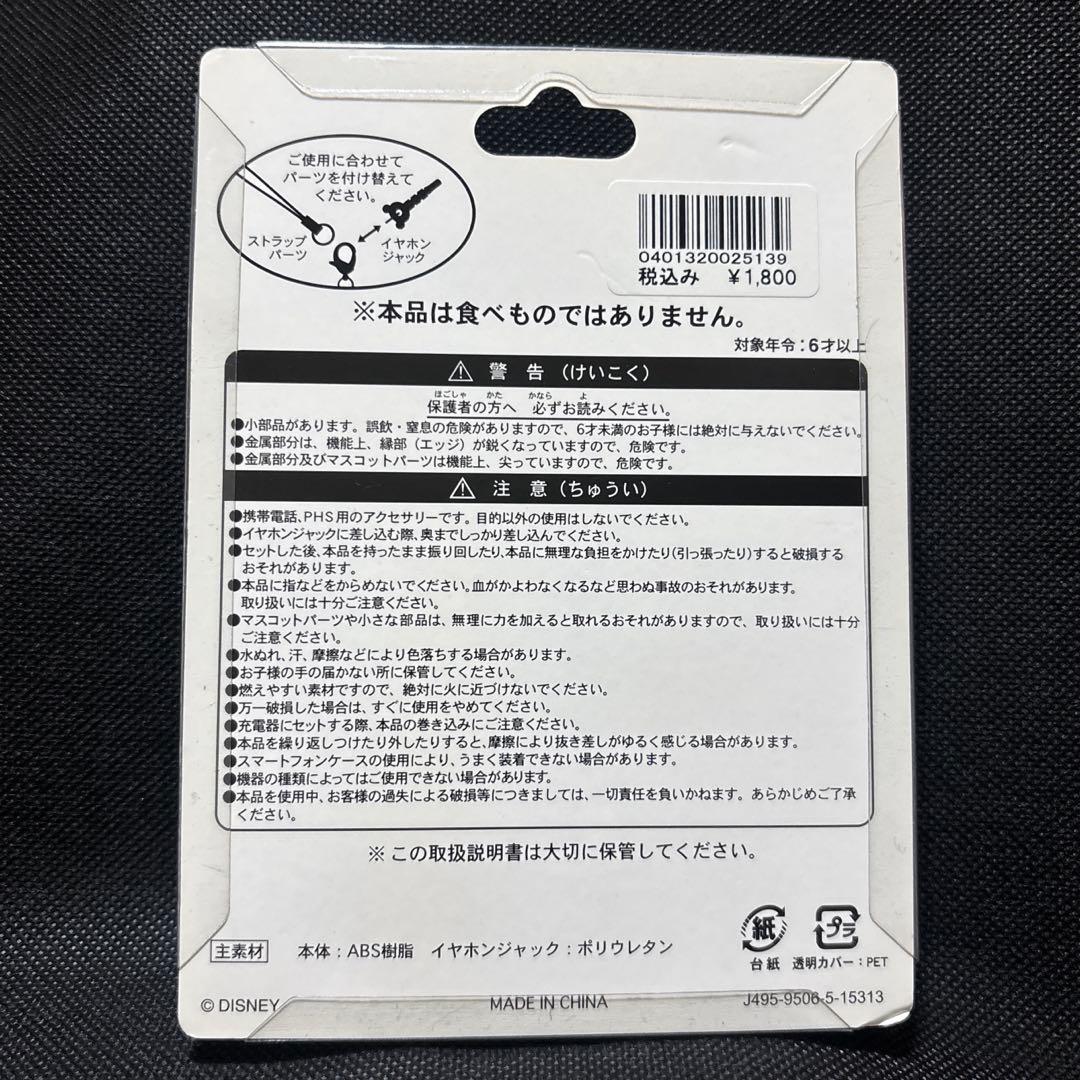 ご使用に合わせて
パーツを付け替えて
ください。
ストラップ
パーツ
イヤホン
ジャック
0401320025139
税込み ¥1,800
※本品は食べものではありません。
対象年令：6才以上
警 告（けいこく）
ほごしゃ かた かなら よ
保護者の方へ 必ずお読みください。
●小部品があります。誤飲・窒息の危険がありますので、6才未満のお子様には絶対に与えないでください。
●金属部分は、機能上、縁部（エッジ）が鋭くなっていますので、危険です。
●金属部分及びマスコットパーツは機能上、尖っていますので、危険です。
注 意（ちゅうい）
●携帯電話、PHS用のアクセサリーです。目的以外の使用はしないでください。
●イヤホンジャックに差し込む際、奥までしっかり差し込んでください。
●セットした後、本品を持ったまま振り回したり、本品に無理な負担をかけたり（引っ張ったり）すると破損する
おそれがあります。
●本品に指などをからめないでください。血がかよわなくなるなど思わぬ事故のおそれがあります。
取り扱いには十分ご注意ください。
●マスコットパーツや小さな部品は、無理に力を加えると取れるおそれがありますので、取り扱いには十分
ご注意ください。
●水ぬれ、汗、摩擦などにより色落ちする場合があります。
●お子様の手の届かない所に保管してください。
●燃えやすい素材ですので、絶対に火に近づけないでください。
●万一破損した場合は、すぐに使用をやめてください。
●充電器にセットする際、本品の巻き込みにご注意ください。
●本品を繰り返しつけたり外したりすると、摩擦により抜き差しがゆるく感じる場合があります。
●スマートフォンケースの使用により、うまく装着できない場合があります。
●機器の種類によってはご使用できない場合があります。
●本品を使用中、お客様の過失による破損等につきましては、一切責任を負いかねます。あらかじめご了承
ください。
※この取扱説明書は大切に保管してください。
紙 プラ
台紙 透明カバー：PET
主素材 本体：ABS樹脂 イヤホンジャック：ポリウレタン
© DISNEY MADE IN CHINA J495-9506-5-15313